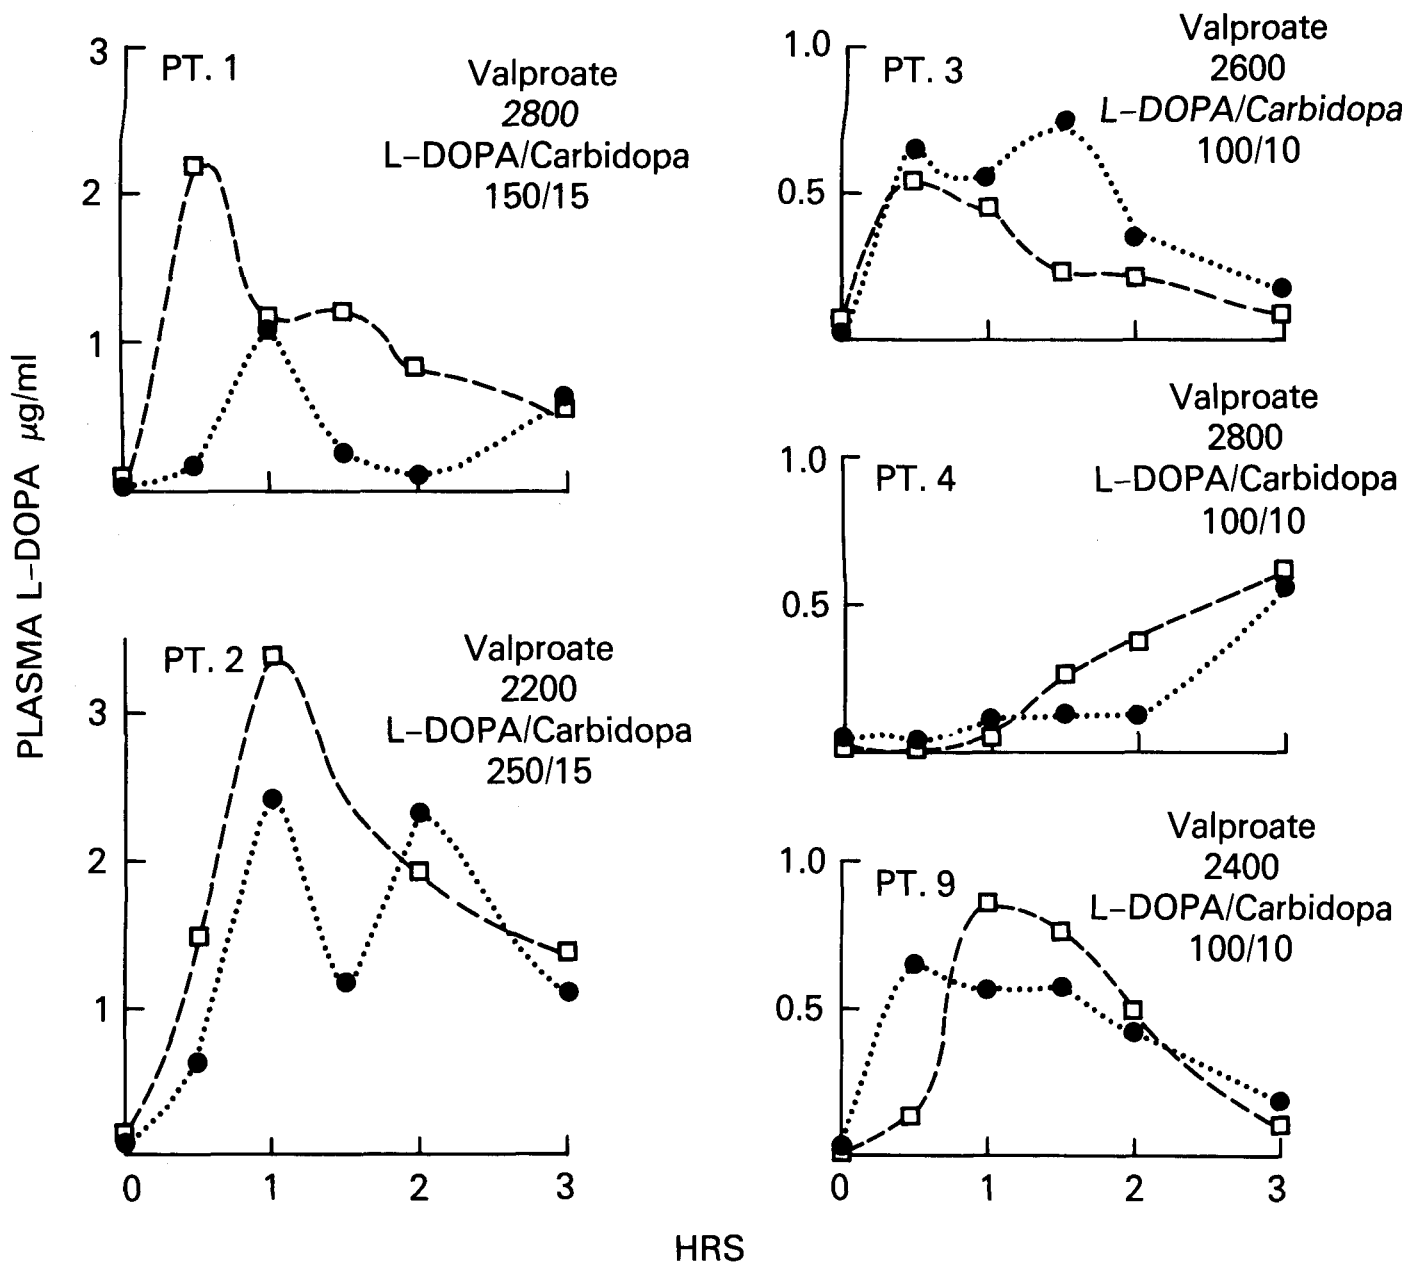 PLASMA L-DOPA μg/ml
3
2
1
PT. 1
Valproate
2800
L-DOPA/Carbidopa
150/15
3
2
1
PT. 2
Valproate
2200
L-DOPA/Carbidopa
250/15
0 1 2 3
1.0
0.5
PT. 3
Valproate
2600
L-DOPA/Carbidopa
100/10
1.0
0.5
PT. 4
Valproate
2800
L-DOPA/Carbidopa
100/10
1.0
0.5
PT. 9
Valproate
2400
L-DOPA/Carbidopa
100/10
0 1 2 3
HRS